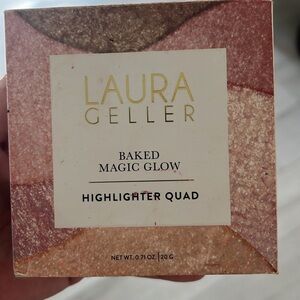 LAURA
GELLER
BAKED
MAGIC GLOW
HIGHLIGHTER QUAD
NET WT. 0.71 OZ. | 20 G